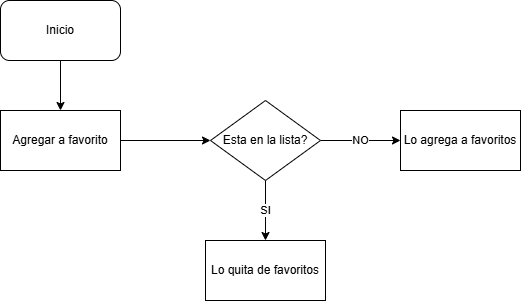 Inicio
Agregar a favorito
Esta en la lista?
NO
Lo agrega a favoritos
SI
Lo quita de favoritos